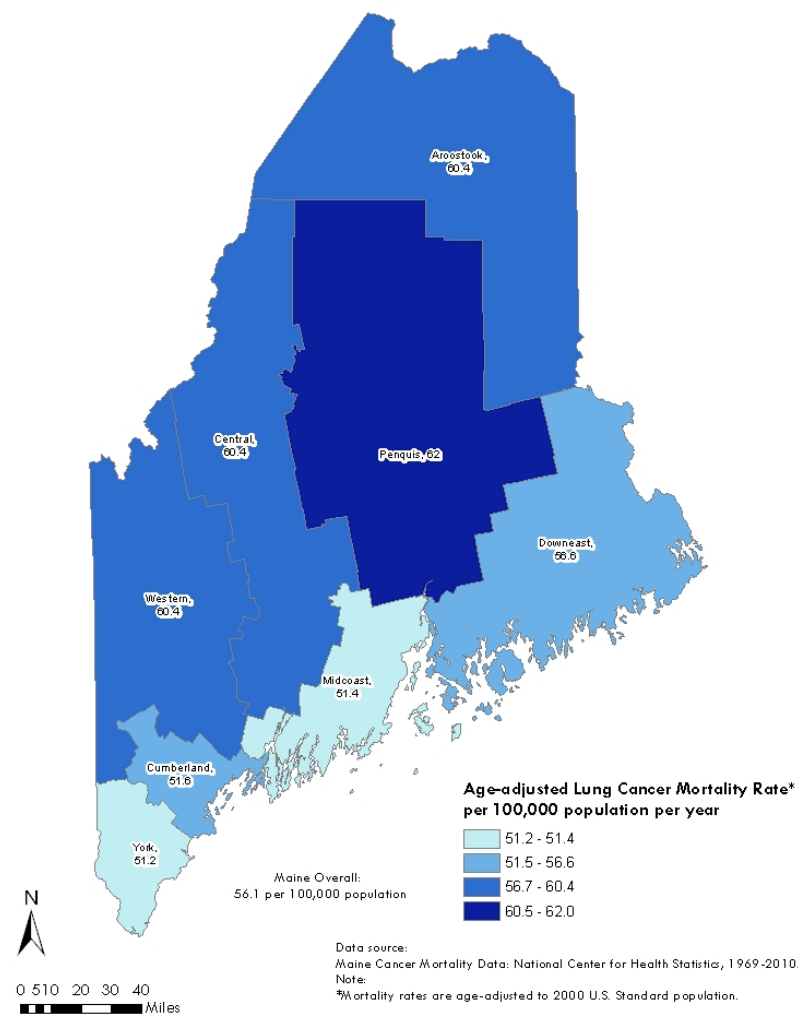 Aroostook,
60.4
Central,
60.4
Penquis, 62
Downeast,
56.6
Western,
60.4
Midcoast,
51.4
Cumberland,
51.6
York,
51.2
Maine Overall:
56.1 per 100,000 population
Age-adjusted Lung Cancer Mortality Rate*
per 100,000 population per year
51.2 - 51.4
51.5 - 56.6
56.7 - 60.4
60.5 - 62.0
N
0 510 20 30 40
Miles
Data source:
Maine Cancer Mortality Data: National Center for Health Statistics, 1969-2010.
Note:
*Mortality rates are age-adjusted to 2000 U.S. Standard population.